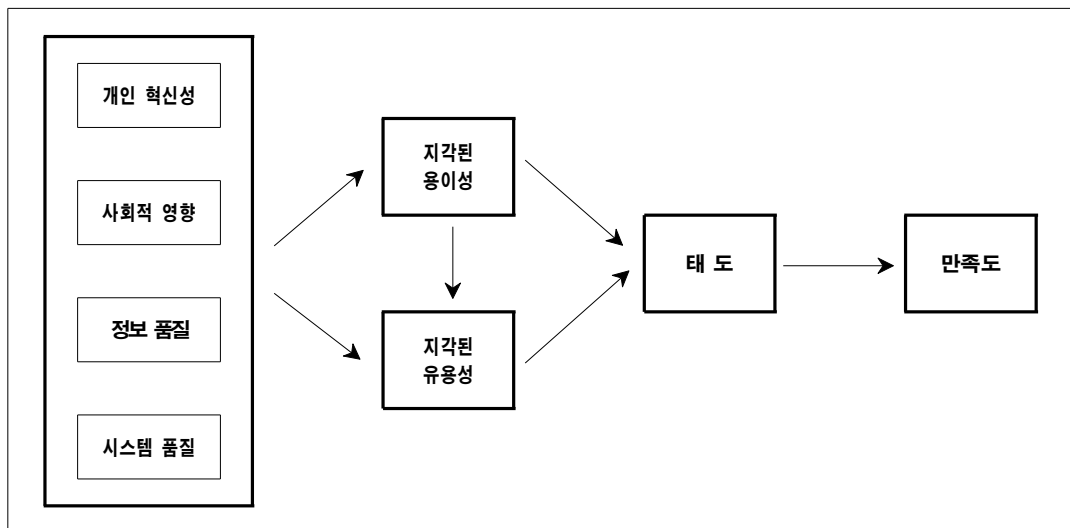 개인 혁신성
사회적 영향
정보 품질
시스템 품질
지각된
용이성
지각된
유용성
태 도
만족도